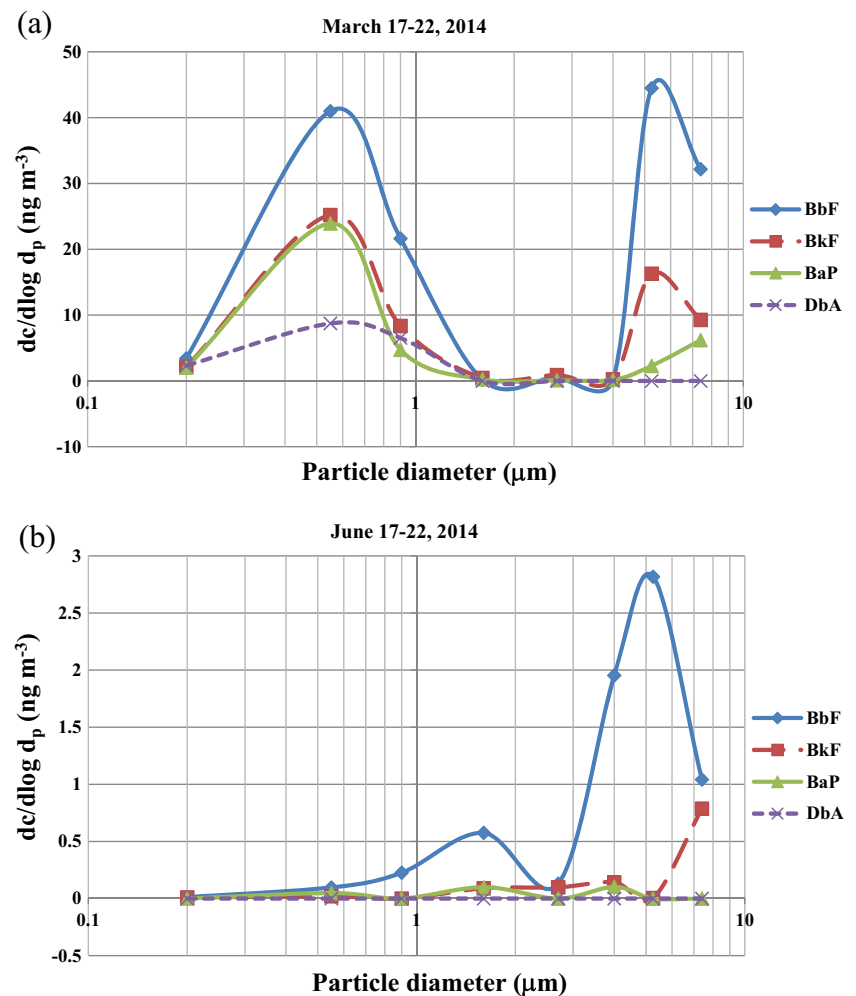 (a)
March 17-22, 2014
dc/dlog dp (ng m-3)
50
40
30
20
10
0
-10
0.1
1
10
Particle diameter (μm)
BbF
BkF
BaP
DbA
(b)
June 17-22, 2014
dc/dlog dp (ng m-3)
3
2.5
2
1.5
1
0.5
0
-0.5
0.1
1
10
Particle diameter (μm)
BbF
BkF
BaP
DbA